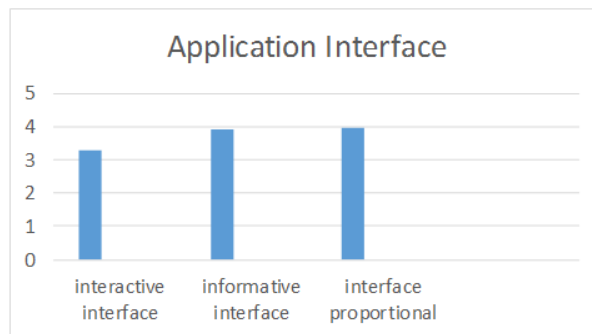 Application Interface
5
4
3
2
1
0
interactive interface
informative interface
interface proportional